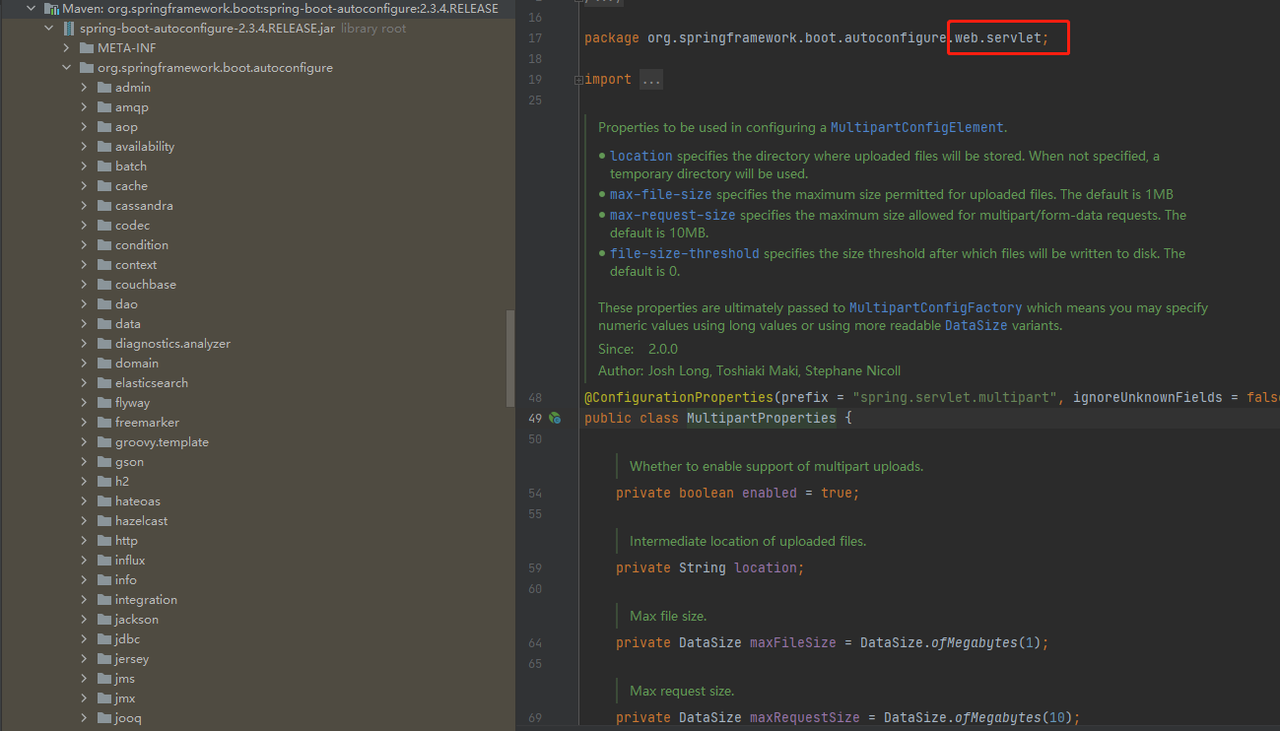 Maven: org.springframework.boot:spring-boot-autoconfigure:2.3.4.RELEASE
spring-boot-autoconfigure-2.3.4.RELEASE.jar library root
META-INF
org.springframework.boot.autoconfigure
admin
amqp
aop
availability
batch
cache
cassandra
codec
condition
context
couchbase
dao
data
diagnostics.analyzer
domain
elasticsearch
flyway
freemarker
groovy.template
gson
h2
hateoas
hazelcast
http
influx
info
integration
jackson
jdbc
jersey
jms
jmx
jooq
16
17 package org.springframework.boot.autoconfigure.web.servlet;
18
19 import ...
25
Properties to be used in configuring a MultipartConfigElement.
• location specifies the directory where uploaded files will be stored. When not specified, a
temporary directory will be used.
• max-file-size specifies the maximum size permitted for uploaded files. The default is 1MB
• max-request-size specifies the maximum size allowed for multipart/form-data requests. The
default is 10MB.
• file-size-threshold specifies the size threshold after which files will be written to disk. The
default is 0.
These properties are ultimately passed to MultipartConfigFactory which means you may specify
numeric values using long values or using more readable DataSize variants.
Since: 2.0.0
Author: Josh Long, Toshiaki Maki, Stephane Nicoll
48 @ConfigurationProperties(prefix = "spring.servlet.multipart", ignoreUnknownFields = false
49 public class MultipartProperties {
50
Whether to enable support of multipart uploads.
54 private boolean enabled = true;
55
Intermediate location of uploaded files.
59 private String location;
60
Max file size.
64 private DataSize maxFileSize = DataSize.ofMegabytes(1);
65
Max request size.
69 private DataSize maxRequestSize = DataSize.ofMegabytes(10);